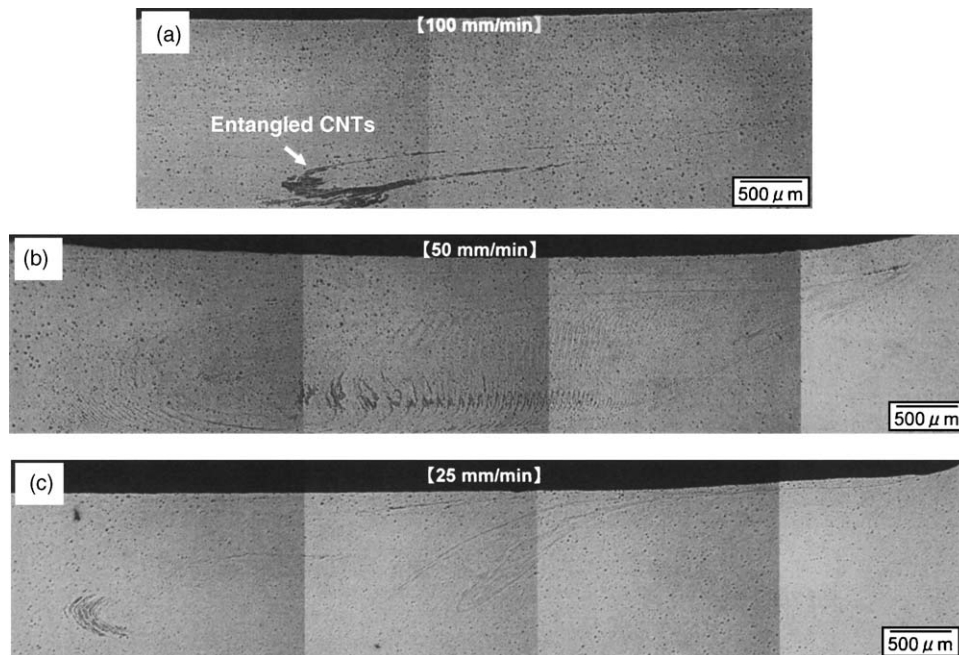 (a)
【100 mm/min】
Entangled CNTs
500 μm
(b)
【50 mm/min】
500 μm
(c)
【25 mm/min】
500 μm